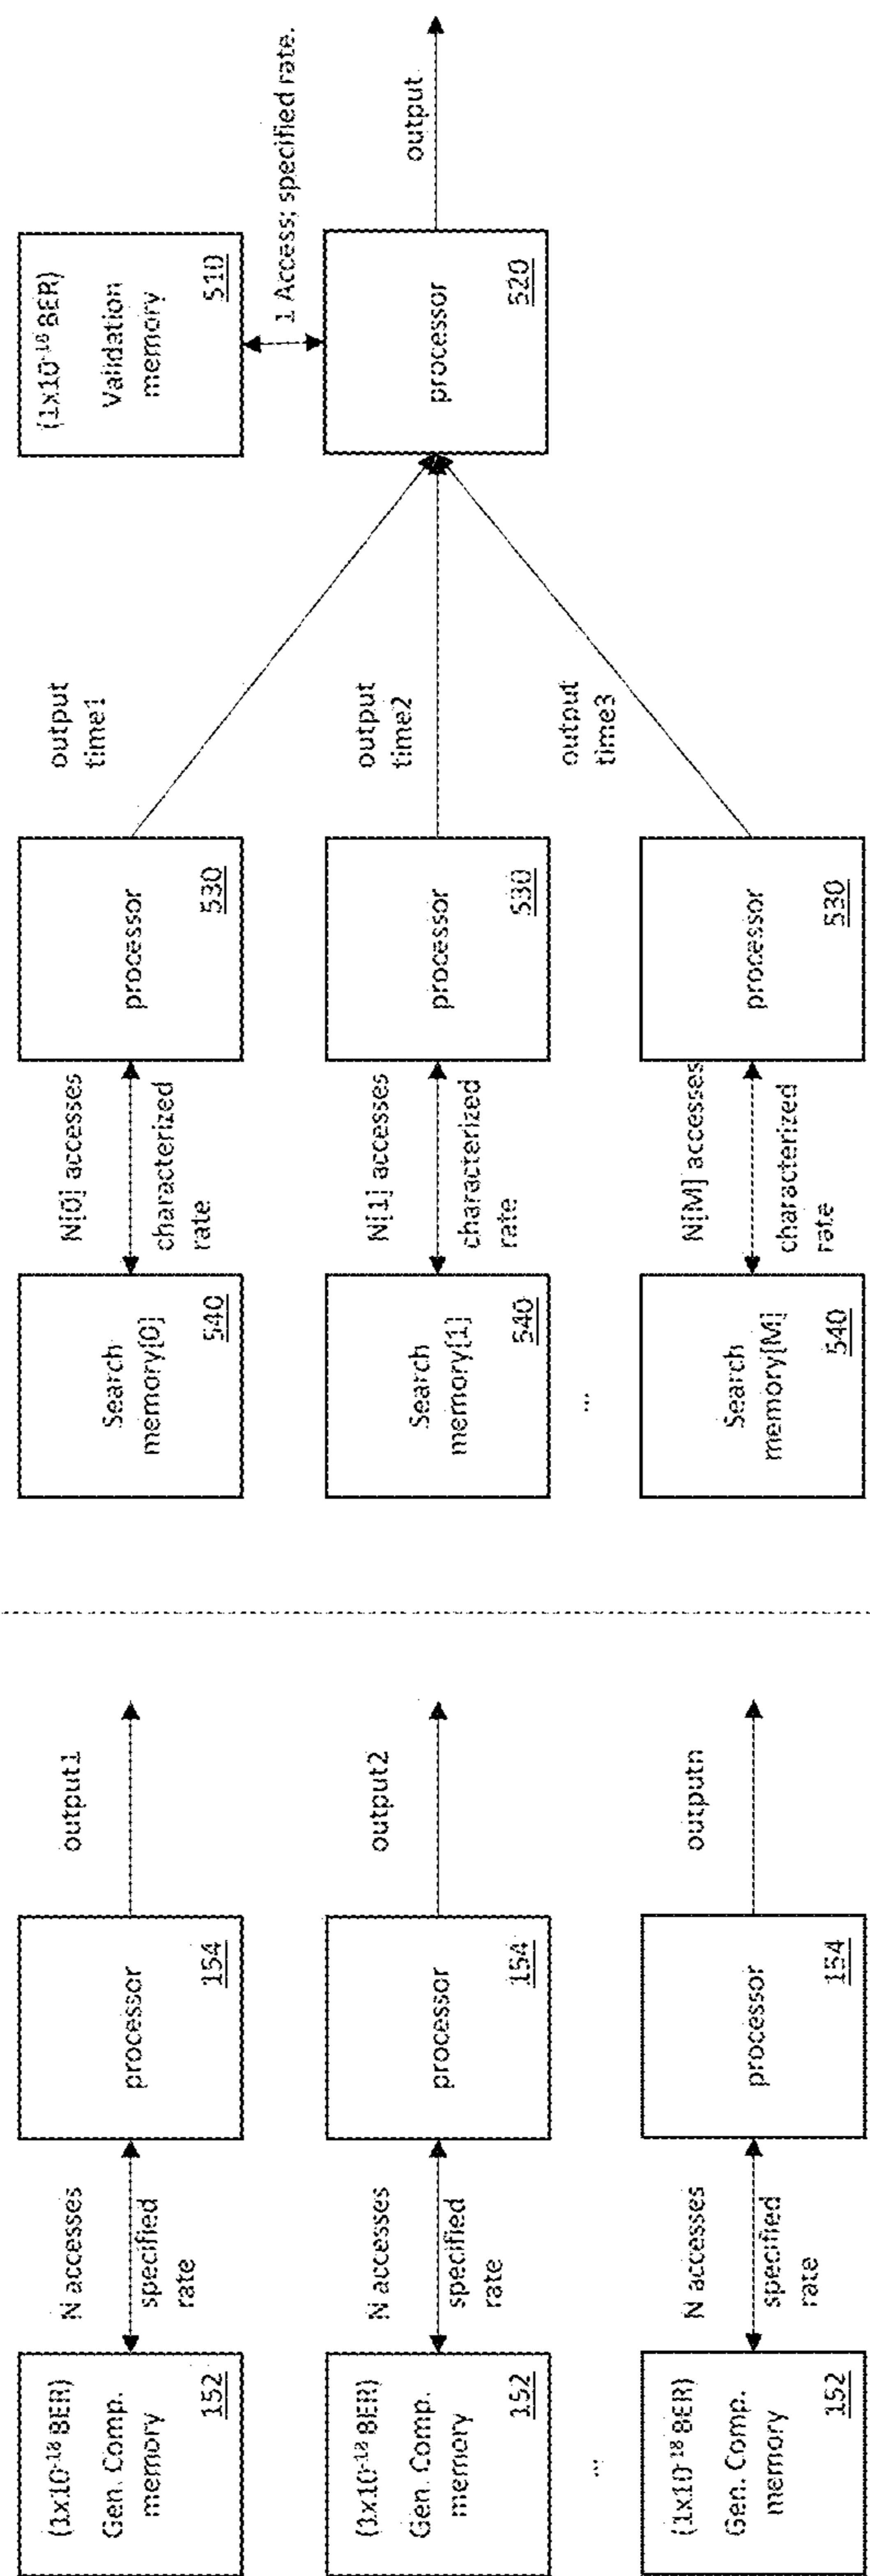 (1x10⁻¹⁸ BER)
Gen. Comp.
memory
152
N accesses
specified
rate
processor
154
output1
(1x10⁻¹⁸ BER)
Gen. Comp.
memory
152
N accesses
specified
rate
processor
154
output2
...
(1x10⁻¹⁸ BER)
Gen. Comp.
memory
152
N accesses
specified
rate
processor
154
outputn
Search
memory[0]
540
N[0] accesses
characterized
rate
processor
530
output
time1
Search
memory[1]
540
N[1] accesses
characterized
rate
processor
530
output
time2
...
Search
memory[M]
540
N[M] accesses
characterized
rate
processor
530
output
time3
(1x10⁻¹⁸ BER)
Validation
memory
510
1 Access; specified rate.
processor
520
output